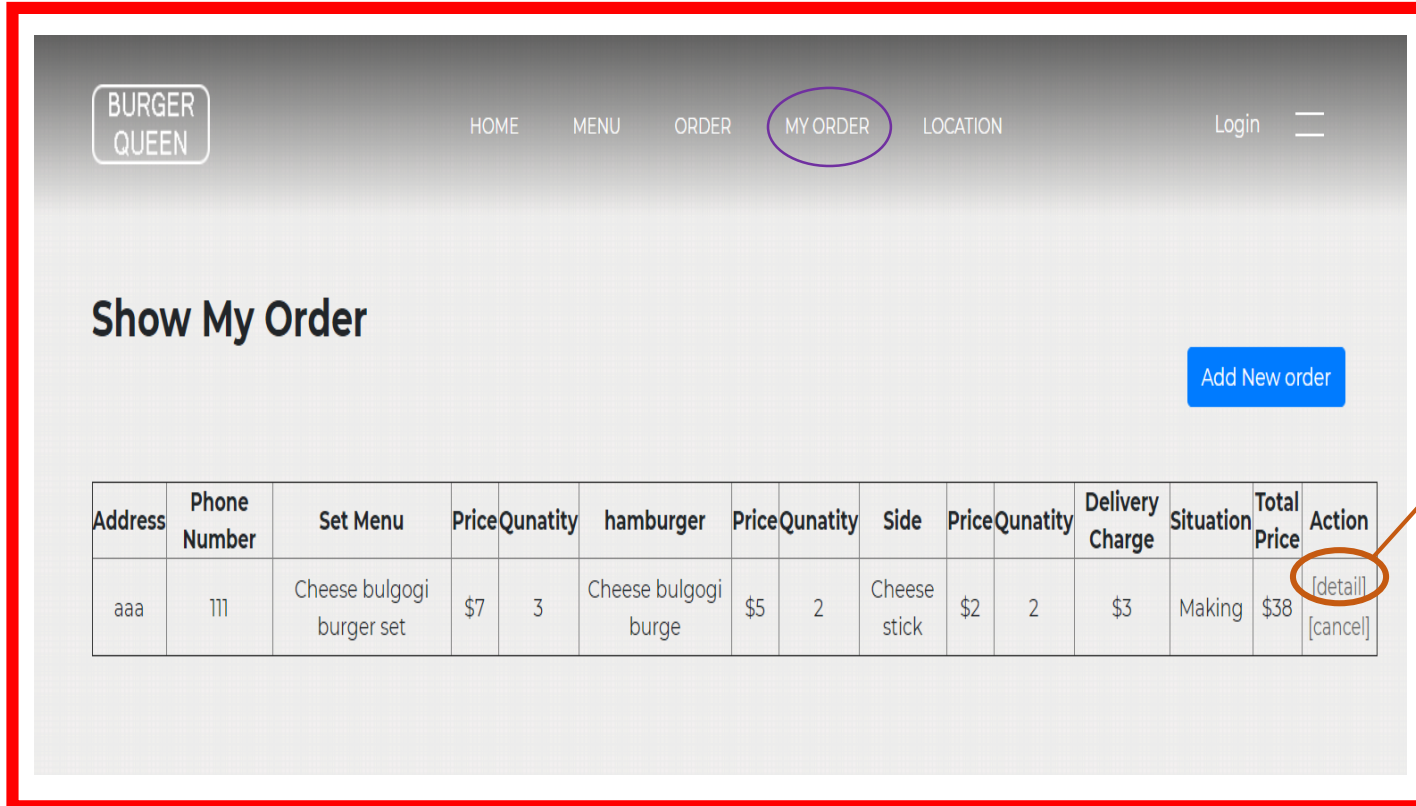 BURGER
QUEEN
HOME MENU ORDER MY ORDER LOCATION Login
Show My Order
Add New order
Address Phone Number Set Menu Price Qunatity hamburger Price Qunatity Side Price Qunatity Delivery Charge Situation Total Price Action
aaa 111 Cheese bulgogi burger set $7 3 Cheese bulgogi burge $5 2 Cheese stick $2 2 $3 Making $38 [detail] [cancel]